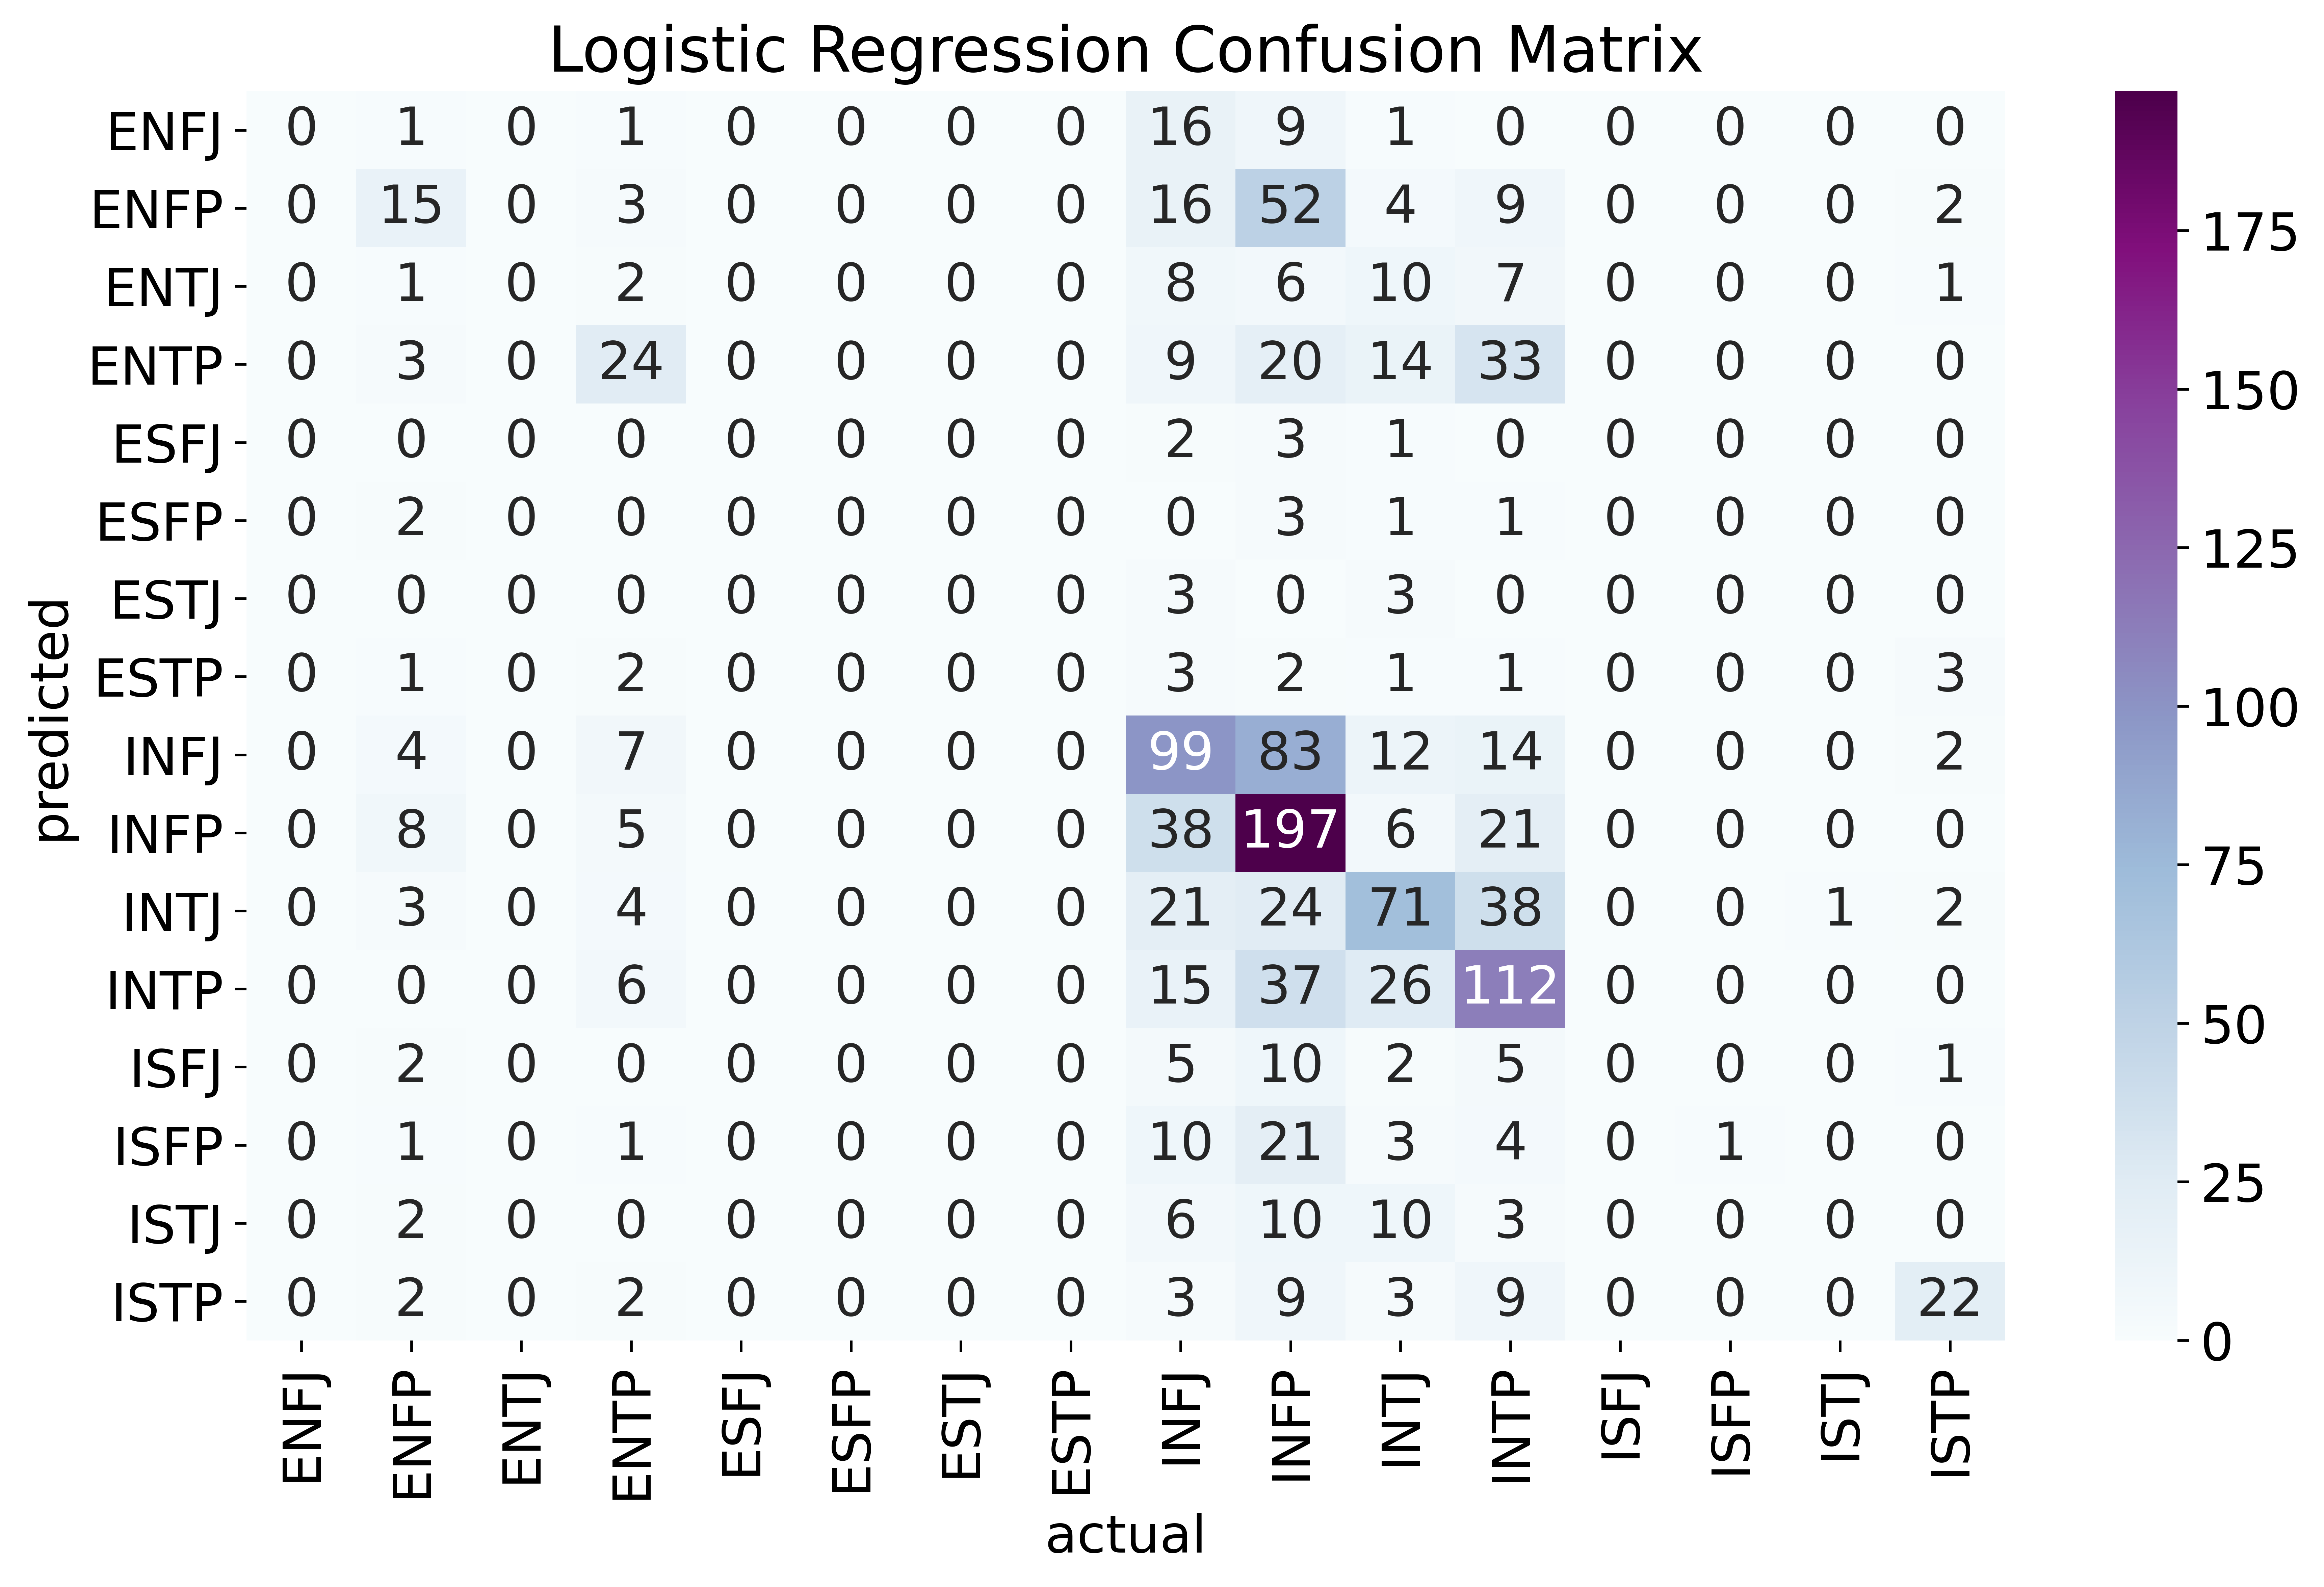 Logistic Regression Confusion Matrix
predicted
ENFJ 0 1 0 1 0 0 0 0 16 9 1 0 0 0 0 0
ENFP 0 15 0 3 0 0 0 0 16 52 4 9 0 0 0 2
ENTJ 0 1 0 2 0 0 0 0 8 6 10 7 0 0 0 1
ENTP 0 3 0 24 0 0 0 0 9 20 14 33 0 0 0 0
ESFJ 0 0 0 0 0 0 0 0 2 3 1 0 0 0 0 0
ESFP 0 2 0 0 0 0 0 0 0 3 1 1 0 0 0 0
ESTJ 0 0 0 0 0 0 0 0 3 0 3 0 0 0 0 0
ESTP 0 1 0 2 0 0 0 0 3 2 1 1 0 0 0 3
INFJ 0 4 0 7 0 0 0 0 99 83 12 14 0 0 0 2
INFP 0 8 0 5 0 0 0 0 38 197 6 21 0 0 0 0
INTJ 0 3 0 4 0 0 0 0 21 24 71 38 0 0 1 2
INTP 0 0 0 6 0 0 0 0 15 37 26 112 0 0 0 0
ISFJ 0 2 0 0 0 0 0 0 5 10 2 5 0 0 0 1
ISFP 0 1 0 1 0 0 0 0 10 21 3 4 0 1 0 0
ISTJ 0 2 0 0 0 0 0 0 6 10 10 3 0 0 0 0
ISTP 0 2 0 2 0 0 0 0 3 9 3 9 0 0 0 22
ENFJ ENFP ENTJ ENTP ESFJ ESFP ESTJ ESTP INFJ INFP INTJ INTP ISFJ ISFP ISTJ ISTP
actual
175
150
125
100
75
50
25
0